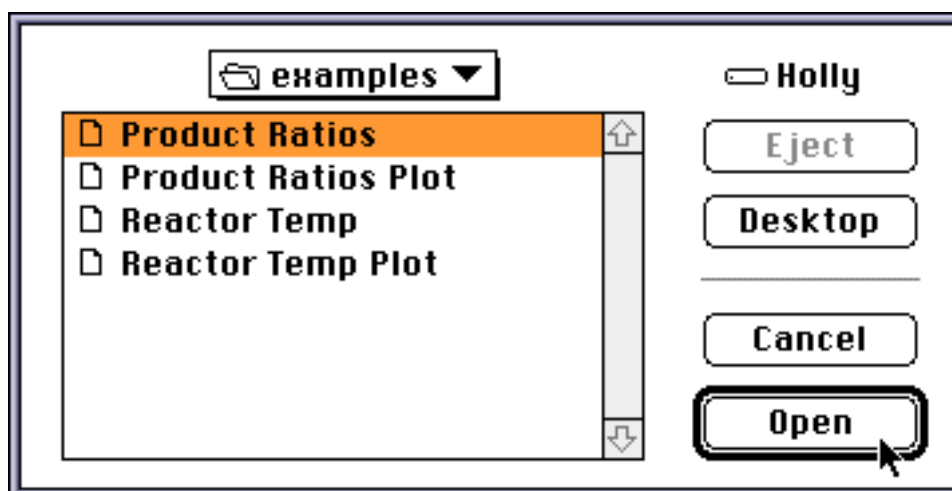 examples
Holly
Product Ratios
Product Ratios Plot
Reactor Temp
Reactor Temp Plot
Eject
Desktop
Cancel
Open